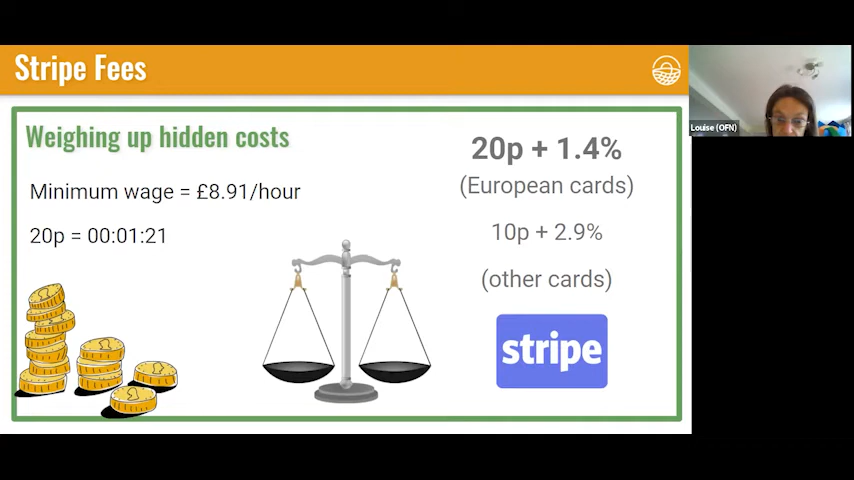 Stripe Fees
Weighing up hidden costs
Minimum wage = £8.91/hour
20p = 00:01:21
20p + 1.4%
(European cards)
10p + 2.9%
(other cards)
stripe
Louise (OFN)